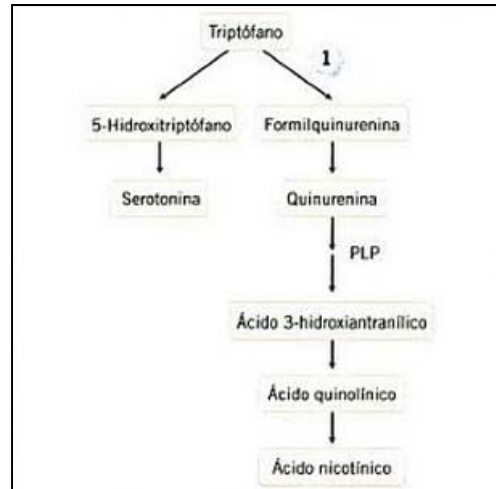 Triptófano
1
5-Hidroxitriptófano
Formilquinurenina
Serotonina
Quinurenina
PLP
Ácido 3-hidroxiantranílico
Ácido quinolínico
Ácido nicotínico